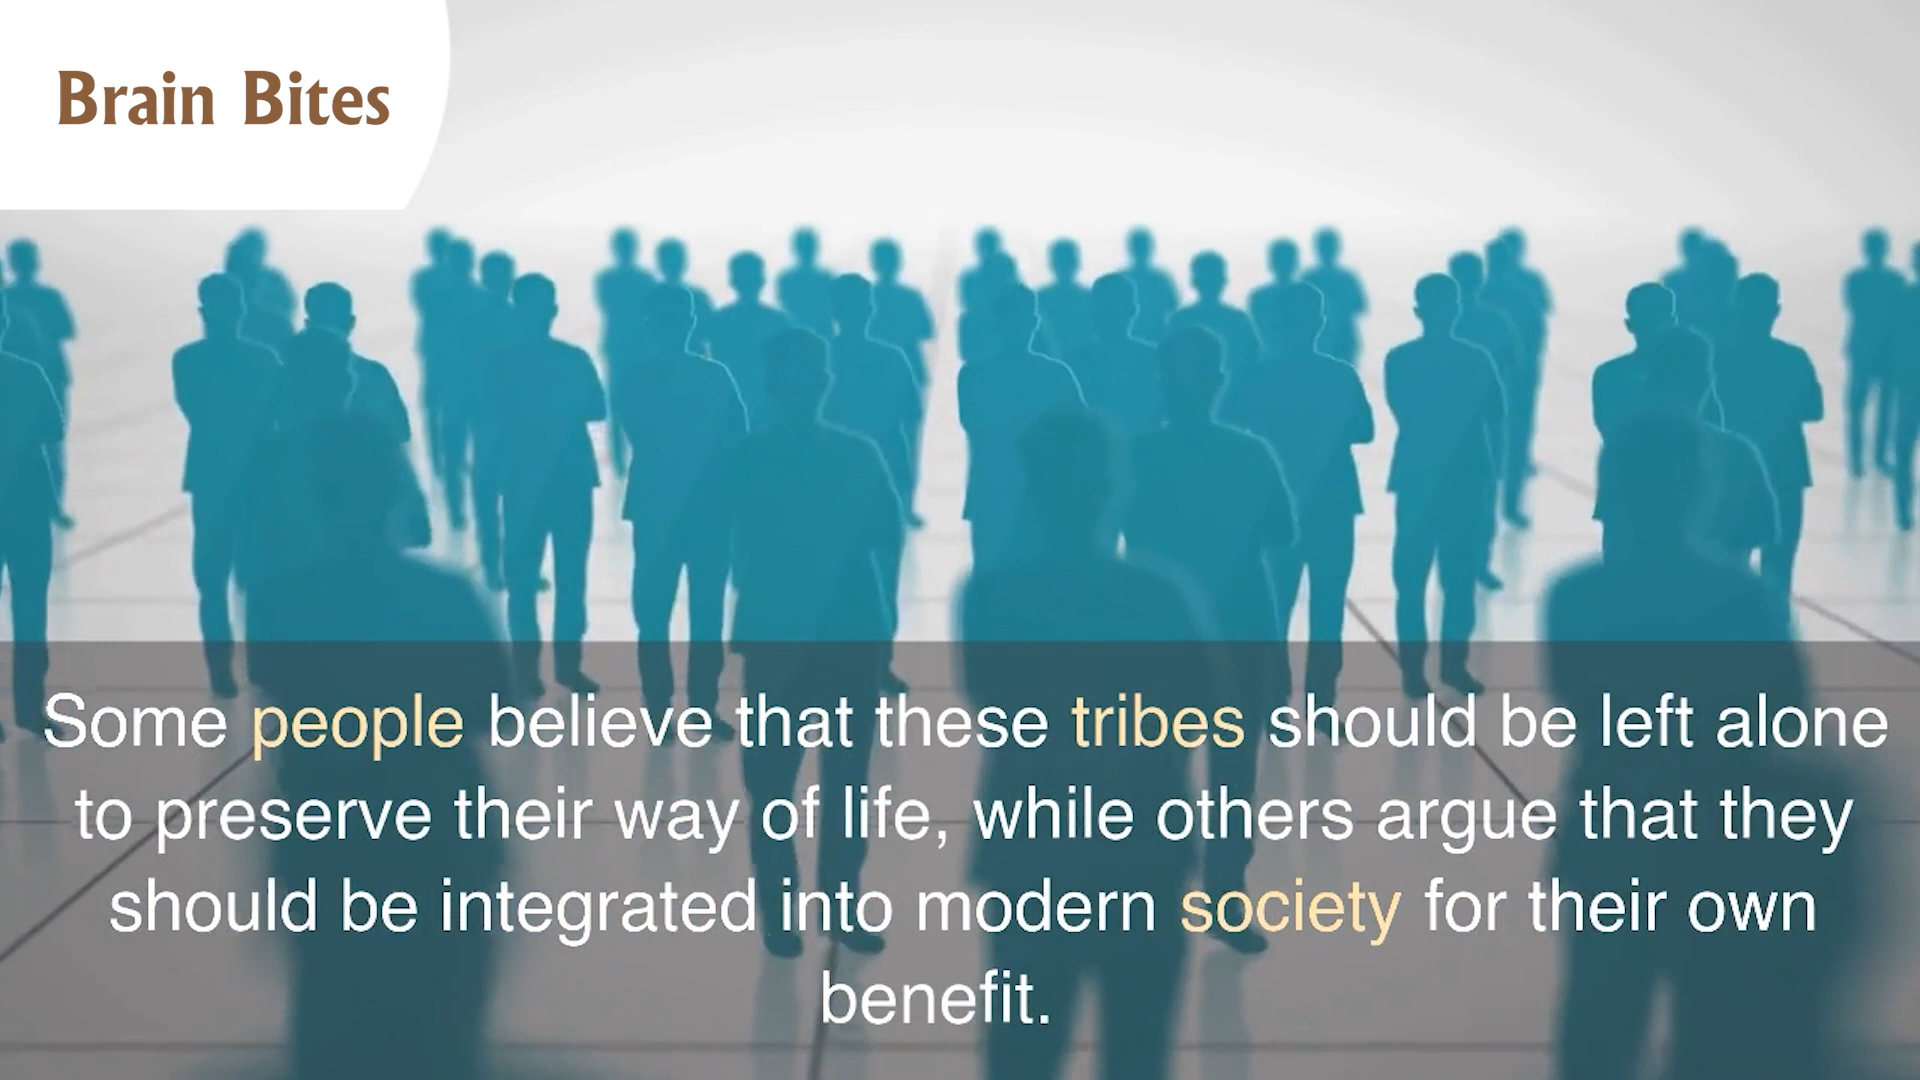 Brain Bites
Some people believe that these tribes should be left alone
to preserve their way of life, while others argue that they
should be integrated into modern society for their own
benefit.